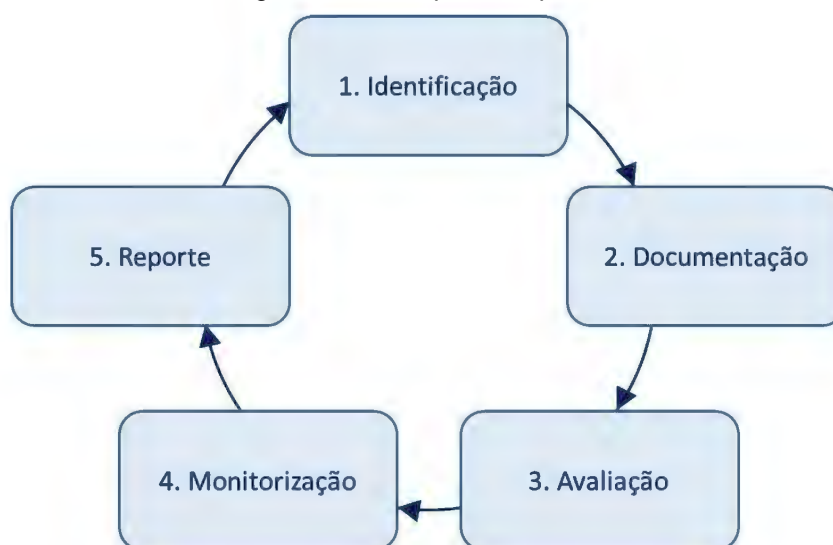 1. Identificação
2. Documentação
3. Avaliação
4. Monitorização
5. Reporte